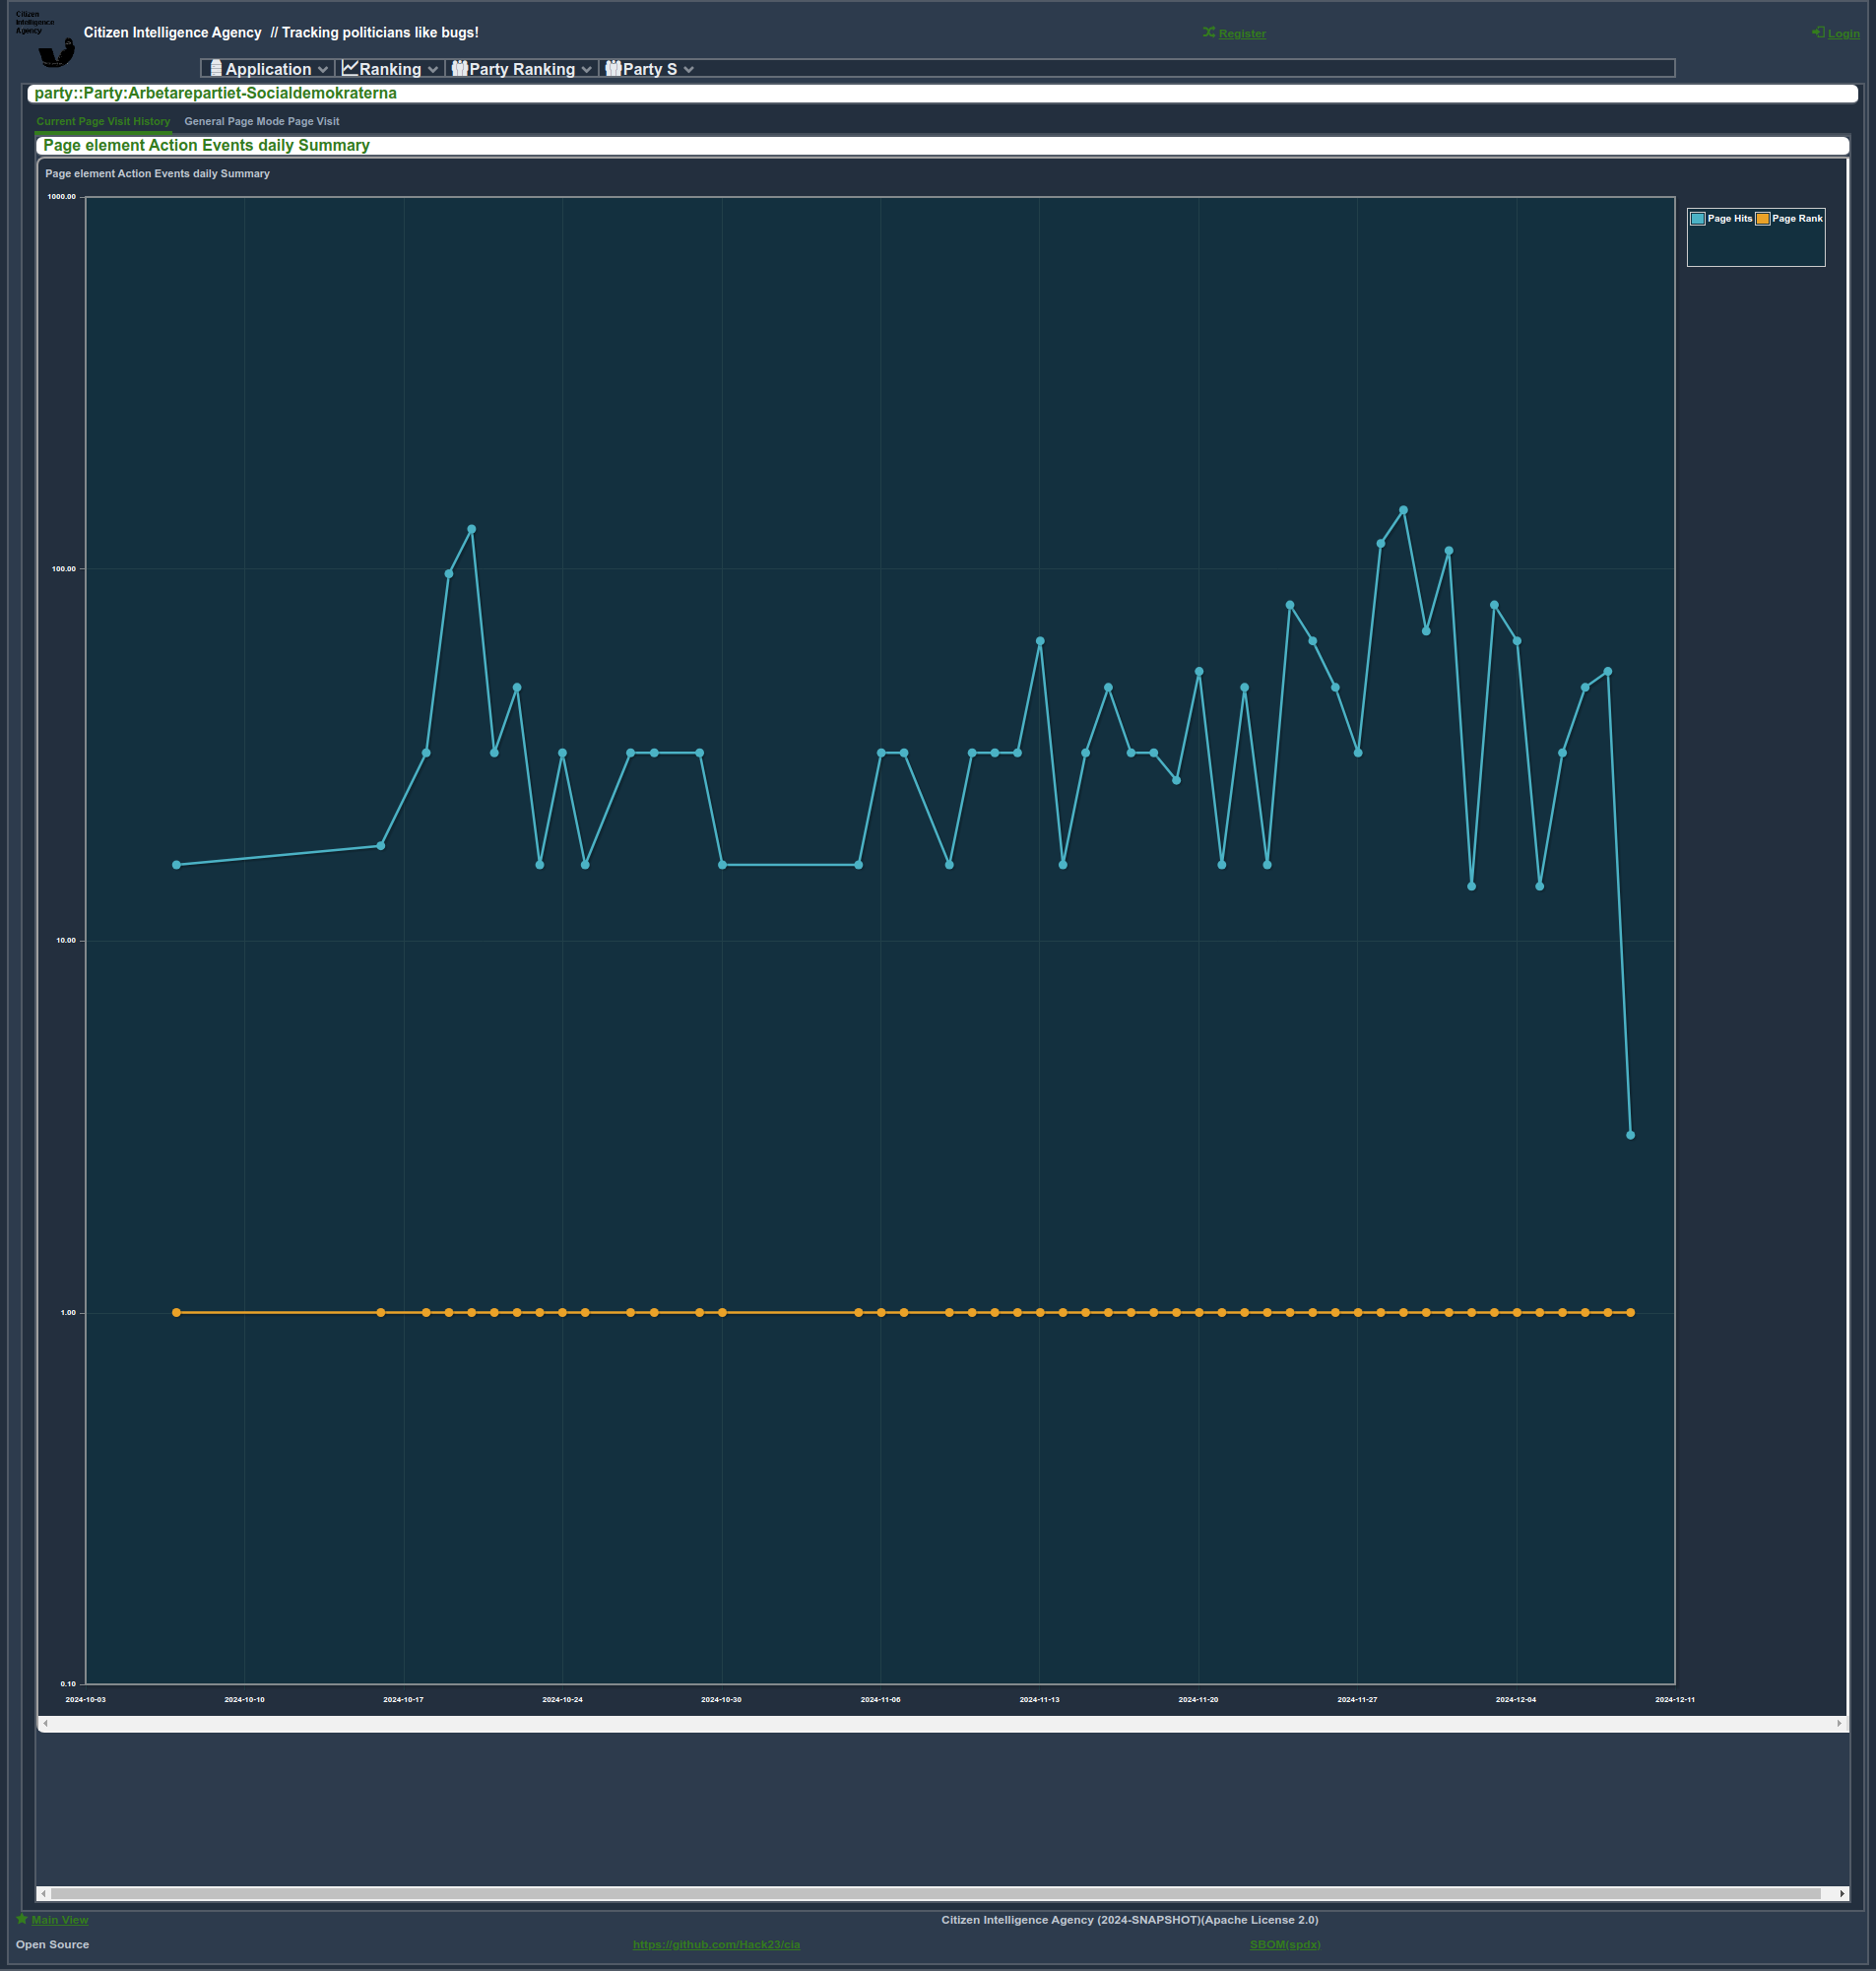 Citizen
Intelligence
Agency
Citizen Intelligence Agency // Tracking politicians like bugs!
Register
Login
Application
Ranking
Party Ranking
Party S
party::Party:Arbetarepartiet-Socialdemokraterna
Current Page Visit History
General Page Mode Page Visit
Page element Action Events daily Summary
Page element Action Events daily Summary
1000.00
100.00
10.00
1.00
0.10
Page Hits
Page Rank
2024-10-03
2024-10-10
2024-10-17
2024-10-24
2024-10-30
2024-11-06
2024-11-13
2024-11-20
2024-11-27
2024-12-04
2024-12-11
Main View
Citizen Intelligence Agency (2024-SNAPSHOT)(Apache License 2.0)
Open Source
https://github.com/Hack23/cia
SBOM(spdx)